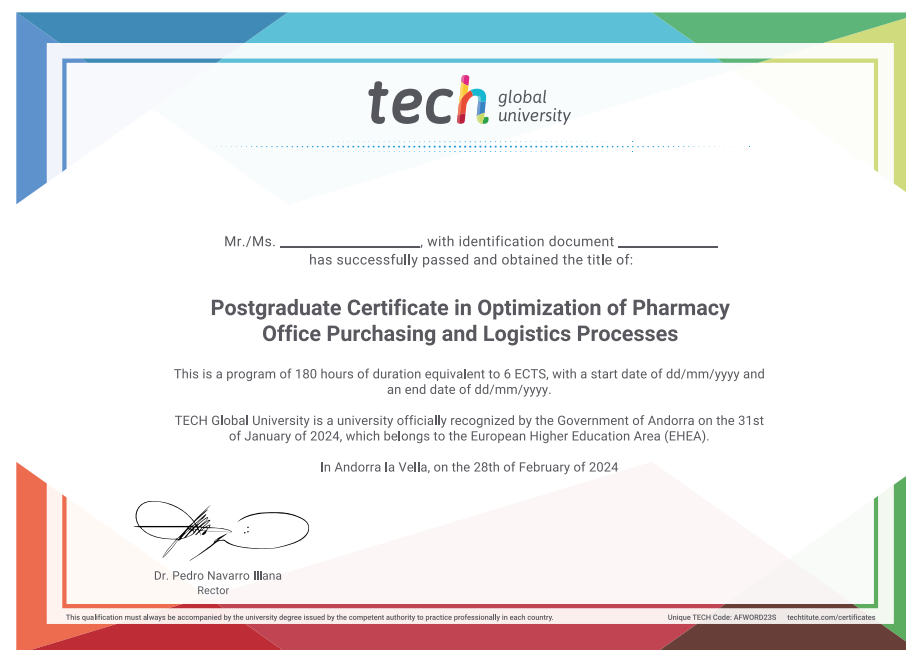 tech global university
Mr./Ms. ____________________, with identification document ______________
has successfully passed and obtained the title of:
Postgraduate Certificate in Optimization of Pharmacy
Office Purchasing and Logistics Processes
This is a program of 180 hours of duration equivalent to 6 ECTS, with a start date of dd/mm/yyyy and
an end date of dd/mm/yyyy.
TECH Global University is a university officially recognized by the Government of Andorra on the 31st
of January of 2024, which belongs to the European Higher Education Area (EHEA).
In Andorra la Vella, on the 28th of February of 2024
Dr. Pedro Navarro Illana
Rector
This qualification must always be accompanied by the university degree issued by the competent authority to practice professionally in each country.
Unique TECH Code: AFWORD23S techtitute.com/certificates